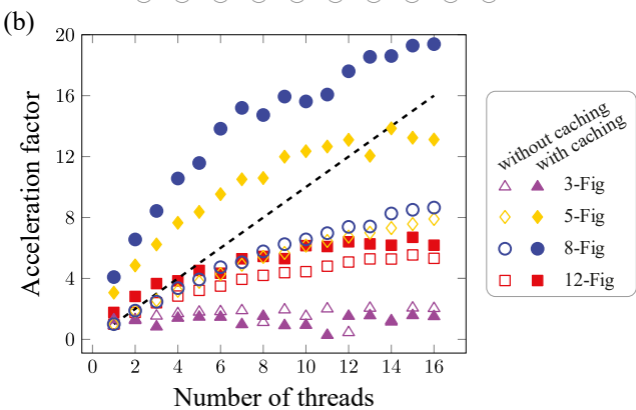 (b)
20
16
12
8
4
0
0 2 4 6 8 10 12 14 16
Acceleration factor
Number of threads
without caching
with caching
3-Fig
5-Fig
8-Fig
12-Fig